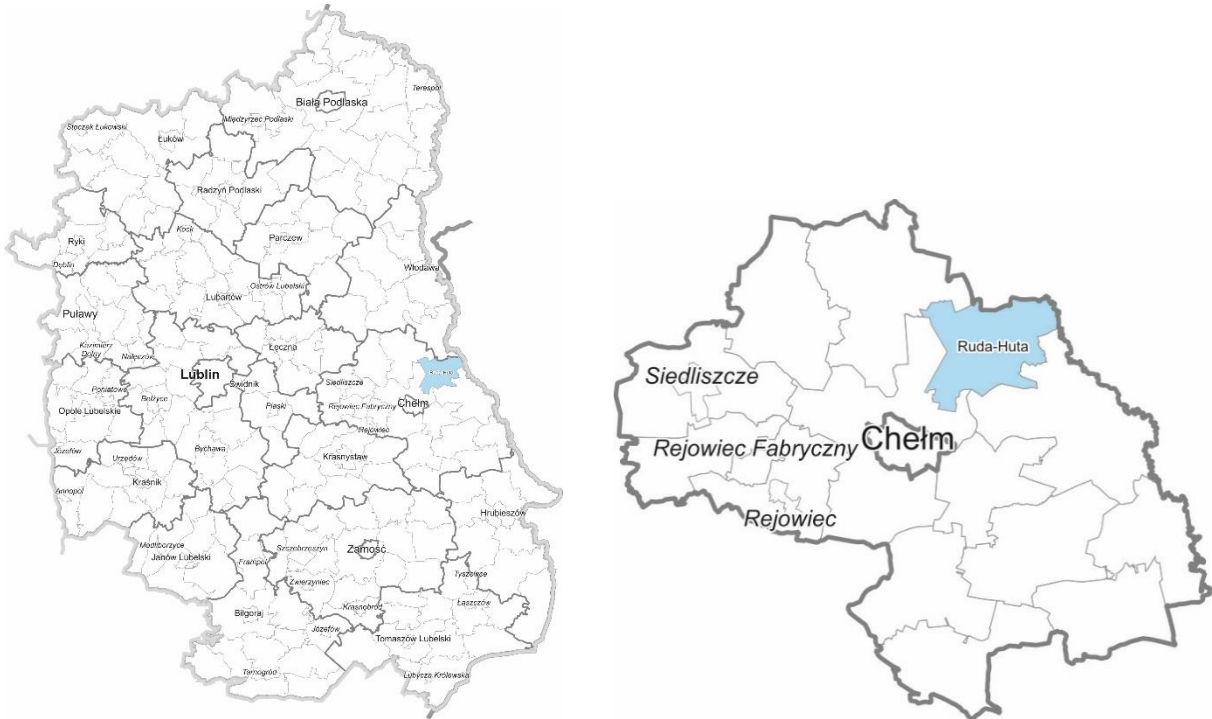 Biała Podlaska
Terespol
Międzyrzec Podlaski
Stoczek Łukowski
Łuków
Radzyń Podlaski
Kock
Parczew
Ryki
Dęblin
Włodawa
Ostrów Lubelski
Lubartów
Puławy
Kazimierz
Dolny
Nałęczów
Łęczna
Lublin
Świdnik
Siedliszcze
Ruda-Huta
Poniatowa
Bełżyce
Piaski
Rejowiec Fabryczny
Chełm
Opole Lubelskie
Rejowiec
Józefów
Urzędów
Bychawa
Krasnystaw
Kraśnik
Annopol
Hrubieszów
Modliborzyce
Janów Lubelski
Szczebrzeszyn
Zamość
Frampol
Zwierzyniec
Tyszowce
Biłgoraj
Krasnobród
Łaszczów
Józefów
Tomaszów Lubelski
Tarnogród
Lubycza Królewska
Ruda-Huta
Siedliszcze
Rejowiec Fabryczny
Chełm
Rejowiec